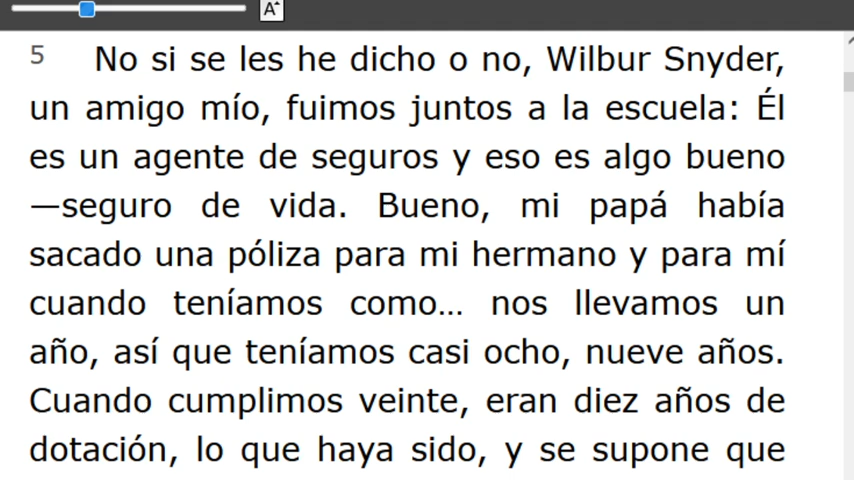 A
5 No si se les he dicho o no, Wilbur Snyder,
un amigo mío, fuimos juntos a la escuela: Él
es un agente de seguros y eso es algo bueno
—seguro de vida. Bueno, mi papá había
sacado una póliza para mi hermano y para mí
cuando teníamos como... nos llevamos un
año, así que teníamos casi ocho, nueve años.
Cuando cumplimos veinte, eran diez años de
dotación, lo que haya sido, y se supone que